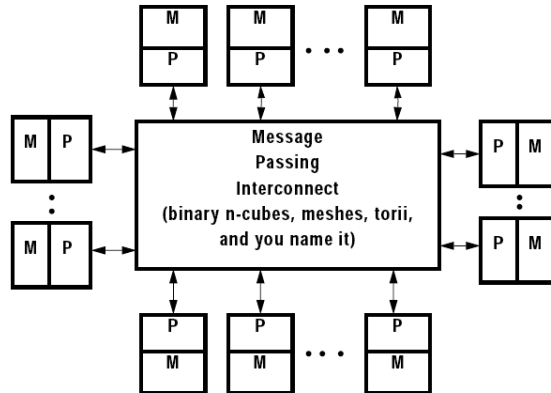 M M M
P P • • • P
M P
Message
Passing
Interconnect
(binary n-cubes, meshes, torii,
and you name it)
P M
M P
P M
P P • • • P
M M M